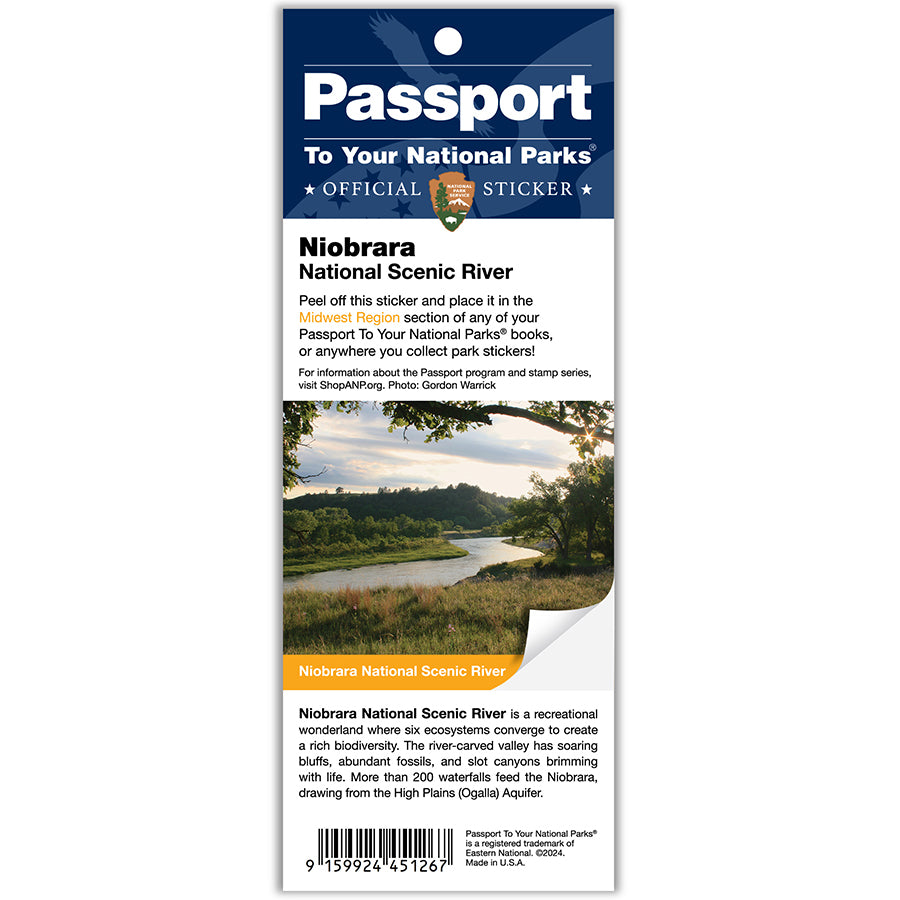 Passport
To Your National Parks®
★ OFFICIAL STICKER ★
NATIONAL
PARK
SERVICE
Niobrara
National Scenic River
Peel off this sticker and place it in the
Midwest Region section of any of your
Passport To Your National Parks® books,
or anywhere you collect park stickers!
For information about the Passport program and stamp series,
visit ShopANP.org. Photo: Gordon Warrick
Niobrara National Scenic River
Niobrara National Scenic River is a recreational
wonderland where six ecosystems converge to create
a rich biodiversity. The river-carved valley has soaring
bluffs, abundant fossils, and slot canyons brimming
with life. More than 200 waterfalls feed the Niobrara,
drawing from the High Plains (Ogalla) Aquifer.
9 159924 451267
Passport To Your National Parks®
is a registered trademark of
Eastern National. ©2024.
Made in U.S.A.